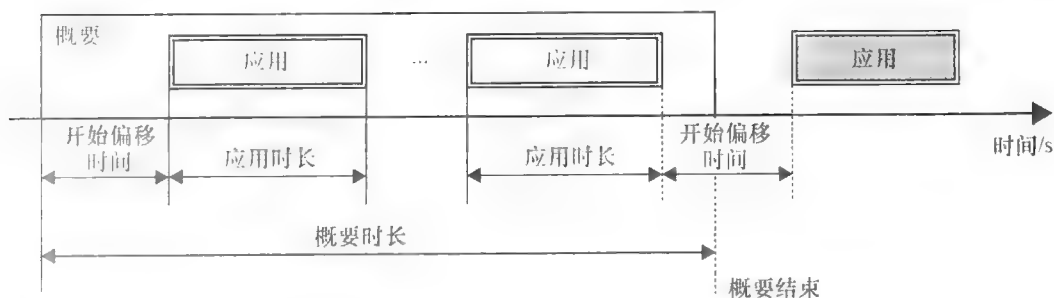 概要
应用
...
应用
应用
时间/s
开始偏移
时间
应用时长
应用时长
开始偏移
时间
概要时长
概要结束